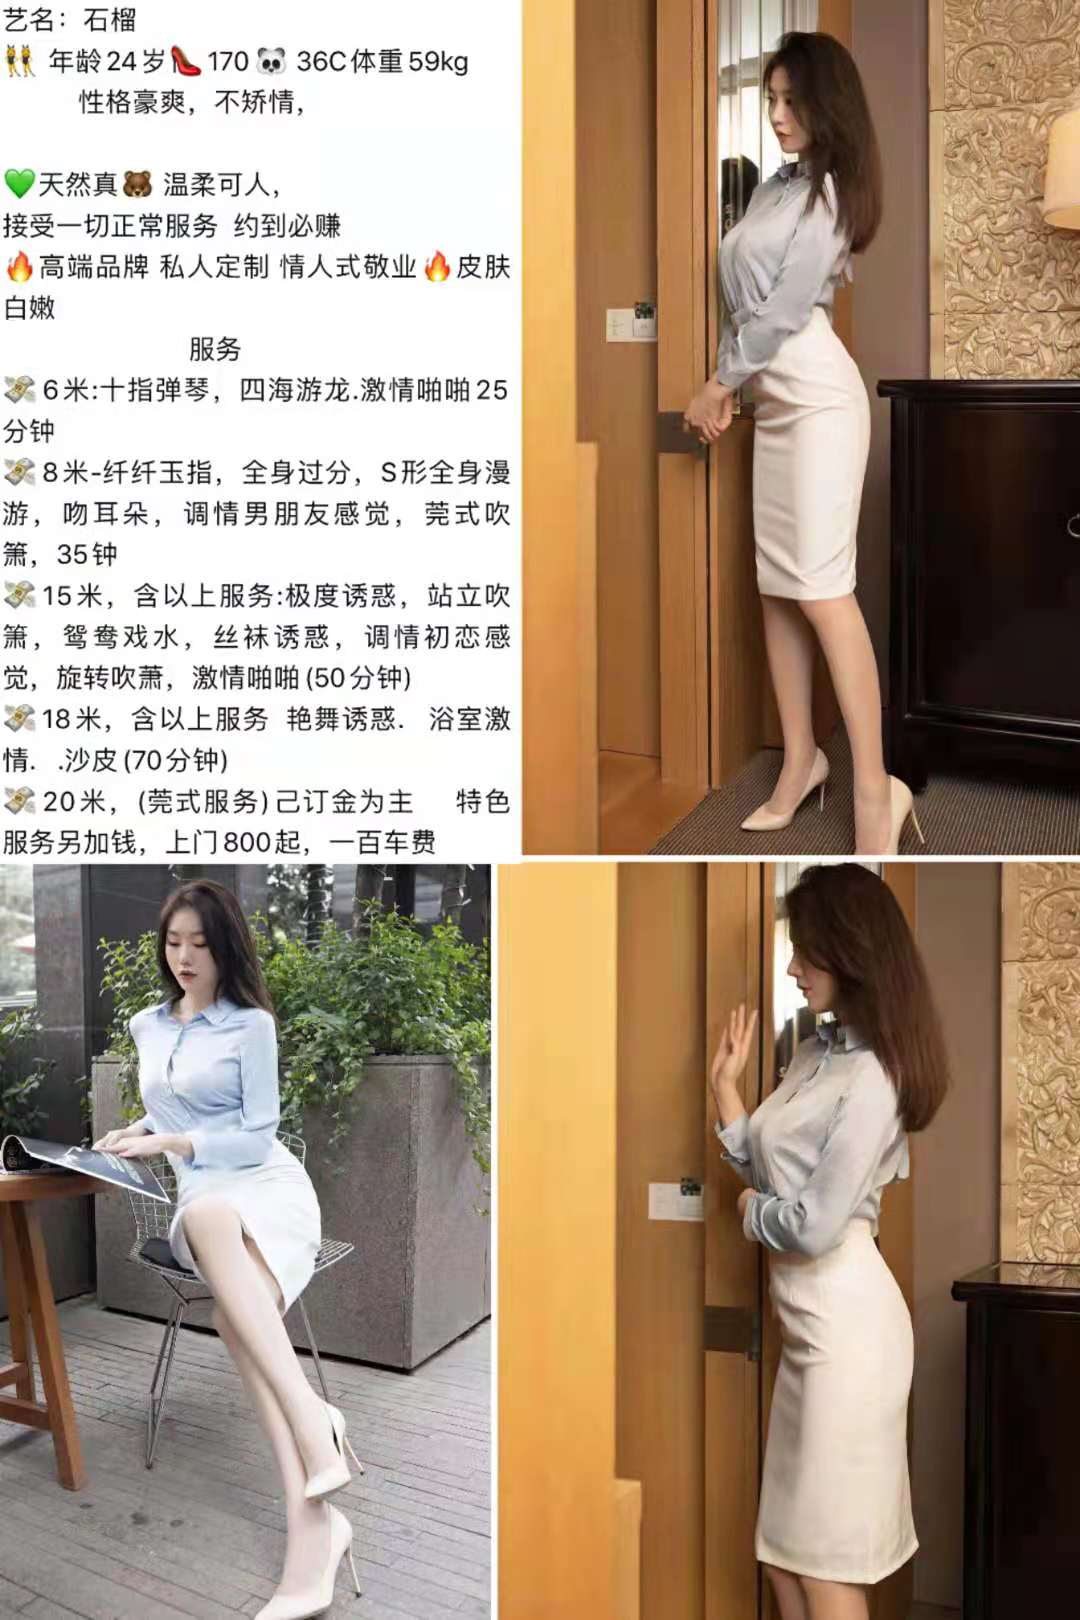 艺名：石榴
👯 年龄24岁👠170🐼 36C体重59kg
性格豪爽，不矫情，
💚天然真🐻 温柔可人，
接受一切正常服务 约到必赚
🔥高端品牌 私人定制 情人式敬业🔥皮肤
白嫩
服务
💸6米:十指弹琴，四海游龙.激情啪啪25
分钟
💸8米-纤纤玉指，全身过分，S形全身漫
游，吻耳朵，调情男朋友感觉，莞式吹
箫，35钟
💸15米，含以上服务:极度诱惑，站立吹
箫，鸳鸯戏水，丝袜诱惑，调情初恋感
觉，旋转吹萧，激情啪啪(50分钟)
💸18米，含以上服务 艳舞诱惑. 浴室激
情. .沙皮(70分钟)
💸20米，(莞式服务)己订金为主 特色
服务另加钱，上门800起，一百车费